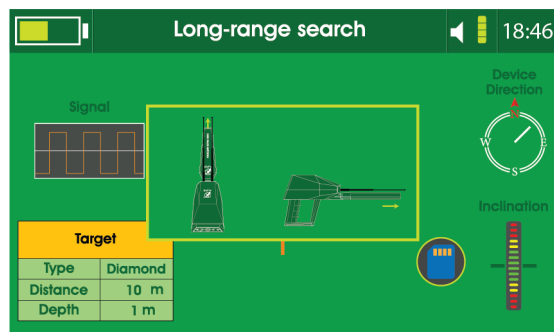 Long-range search
18:46
Signal
Device
Direction
N
W
E
S
Inclination
Target
Type Diamond
Distance 10 m
Depth 1 m